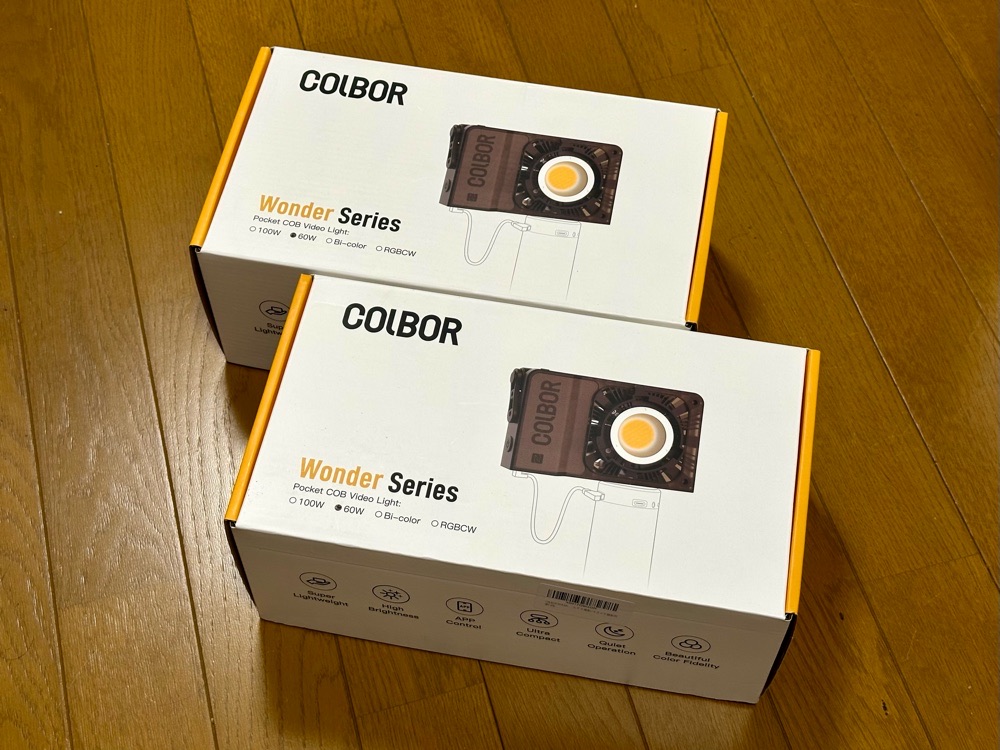 COLBOR
COLBOR
Wonder Series
Pocket COB Video Light:
○100W ●60W ○Bi-color ○RGBCW
Super
Lightweight
COLBOR
COLBOR
Wonder Series
Pocket COB Video Light:
○100W ●60W ○Bi-color ○RGBCW
Super
Lightweight
High
Brightness
APP
Control
Ultra
Compact
Quiet
Operation
Beautiful
Color Fidelity